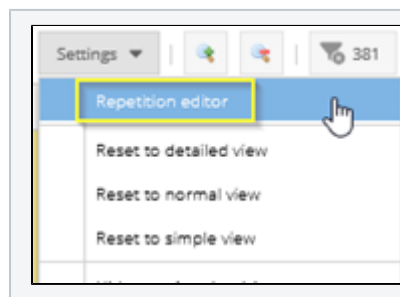 Settings
381
Repetition editor
Reset to detailed view
Reset to normal view
Reset to simple view